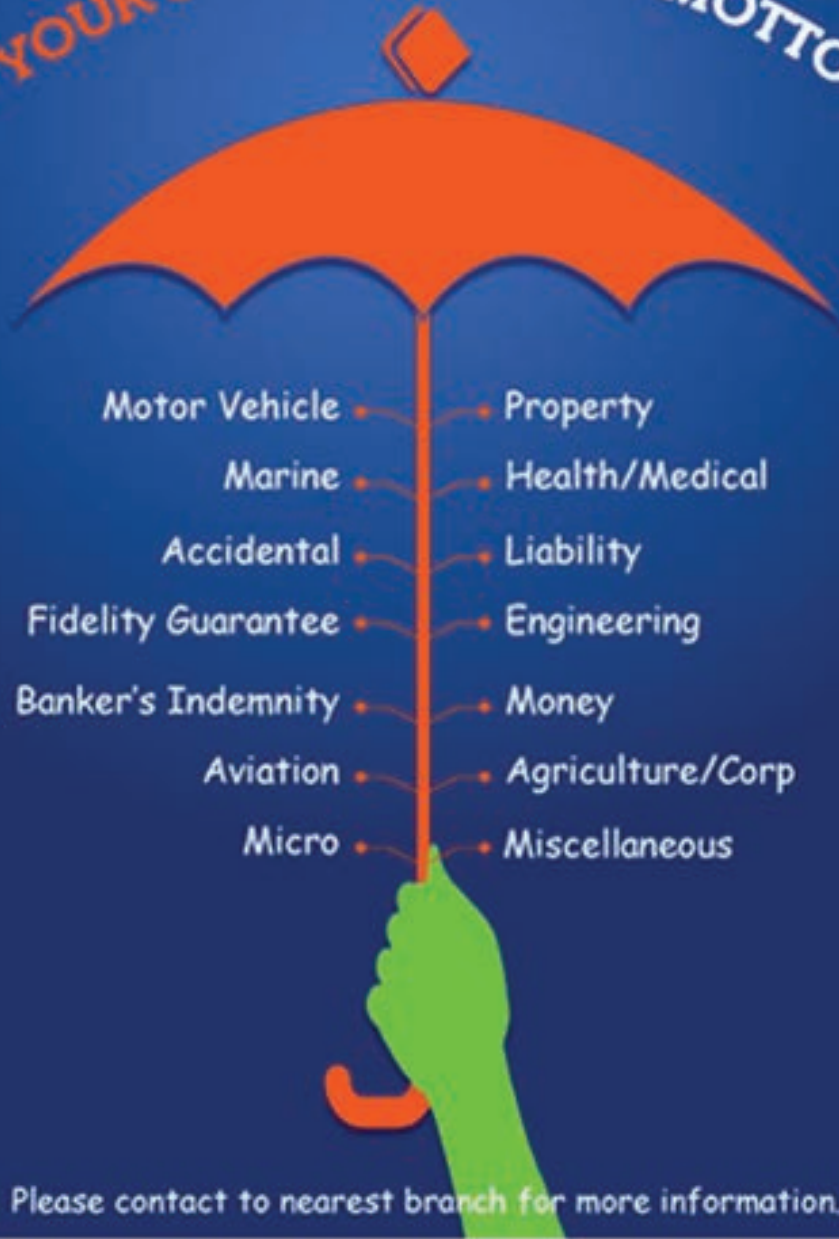 YOUR
MOTTO
Motor Vehicle
Property
Marine
Health/Medical
Accidental
Liability
Fidelity Guarantee
Engineering
Banker's Indemnity
Money
Aviation
Agriculture/Corp
Micro
Miscellaneous
Please contact to nearest branch for more information.